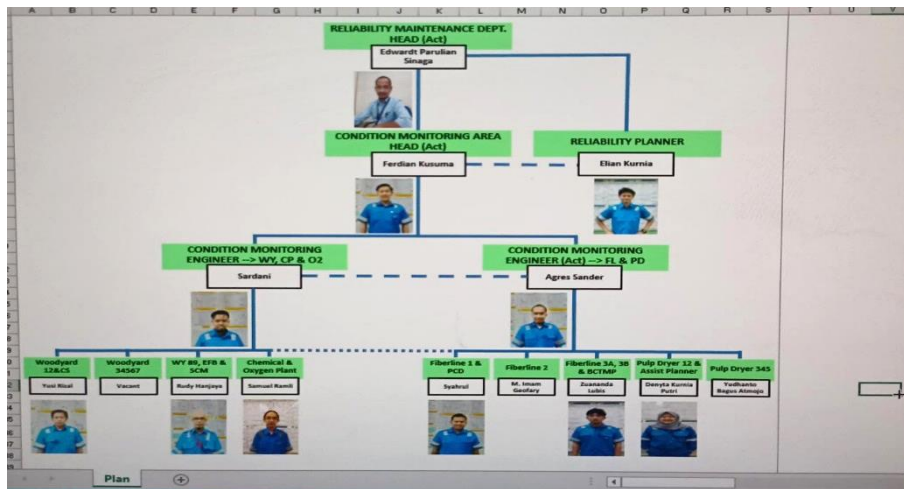 A B C D E F G H I J K L M N O P Q R S T U V
RELIABILITY MAINTENANCE DEPT.
HEAD (Act)
Edwardt Parulian
Sinaga
CONDITION MONITORING AREA
HEAD (Act)
Ferdian Kusuma
RELIABILITY PLANNER
Elian Kurnia
CONDITION MONITORING
ENGINEER --> WY, CP & O2
Sardani
CONDITION MONITORING
ENGINEER (Act) --> FL & PD
Agres Sander
Woodyard
12&CS
Yusi Rizal
Woodyard
34567
Vacant
WY 89, EFB &
SCM
Rudy Hanjaya
Chemical &
Oxygen Plant
Samuel Ramli
Fiberline 1 &
PCD
Syahrul
Fiberline 2
M. Imam
Geofary
Fiberline 3A, 3B
& BCTMP
Zuananda
Lubis
Pulp Dryer 12 &
Assist Planner
Denyta Kurnia
Putri
Pulp Dryer 345
Yudhanto
Bagus Atmoju
Plan